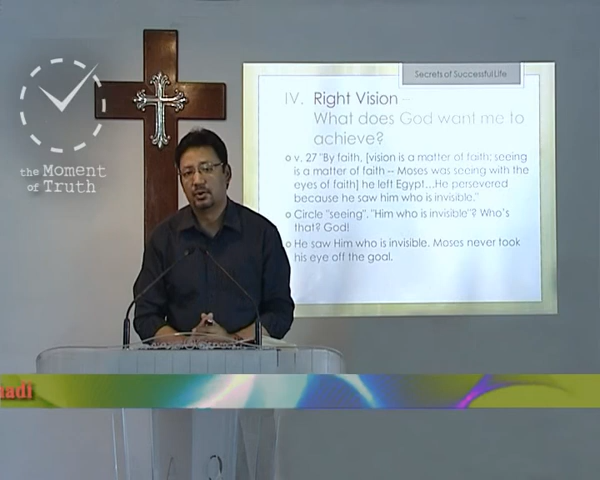 the Moment
of Truth
Secrets of Successful Life
IV. Right Vision –
What does God want me to
achieve?
v. 27 "By faith, [vision is a matter of faith; seeing
is a matter of faith -- Moses was seeing with the
eyes of faith] he left Egypt...He persevered
because he saw him who is invisible."
Circle "seeing". "Him who is invisible"? Who's
that? God!
He saw Him who is invisible. Moses never took
his eye off the goal.